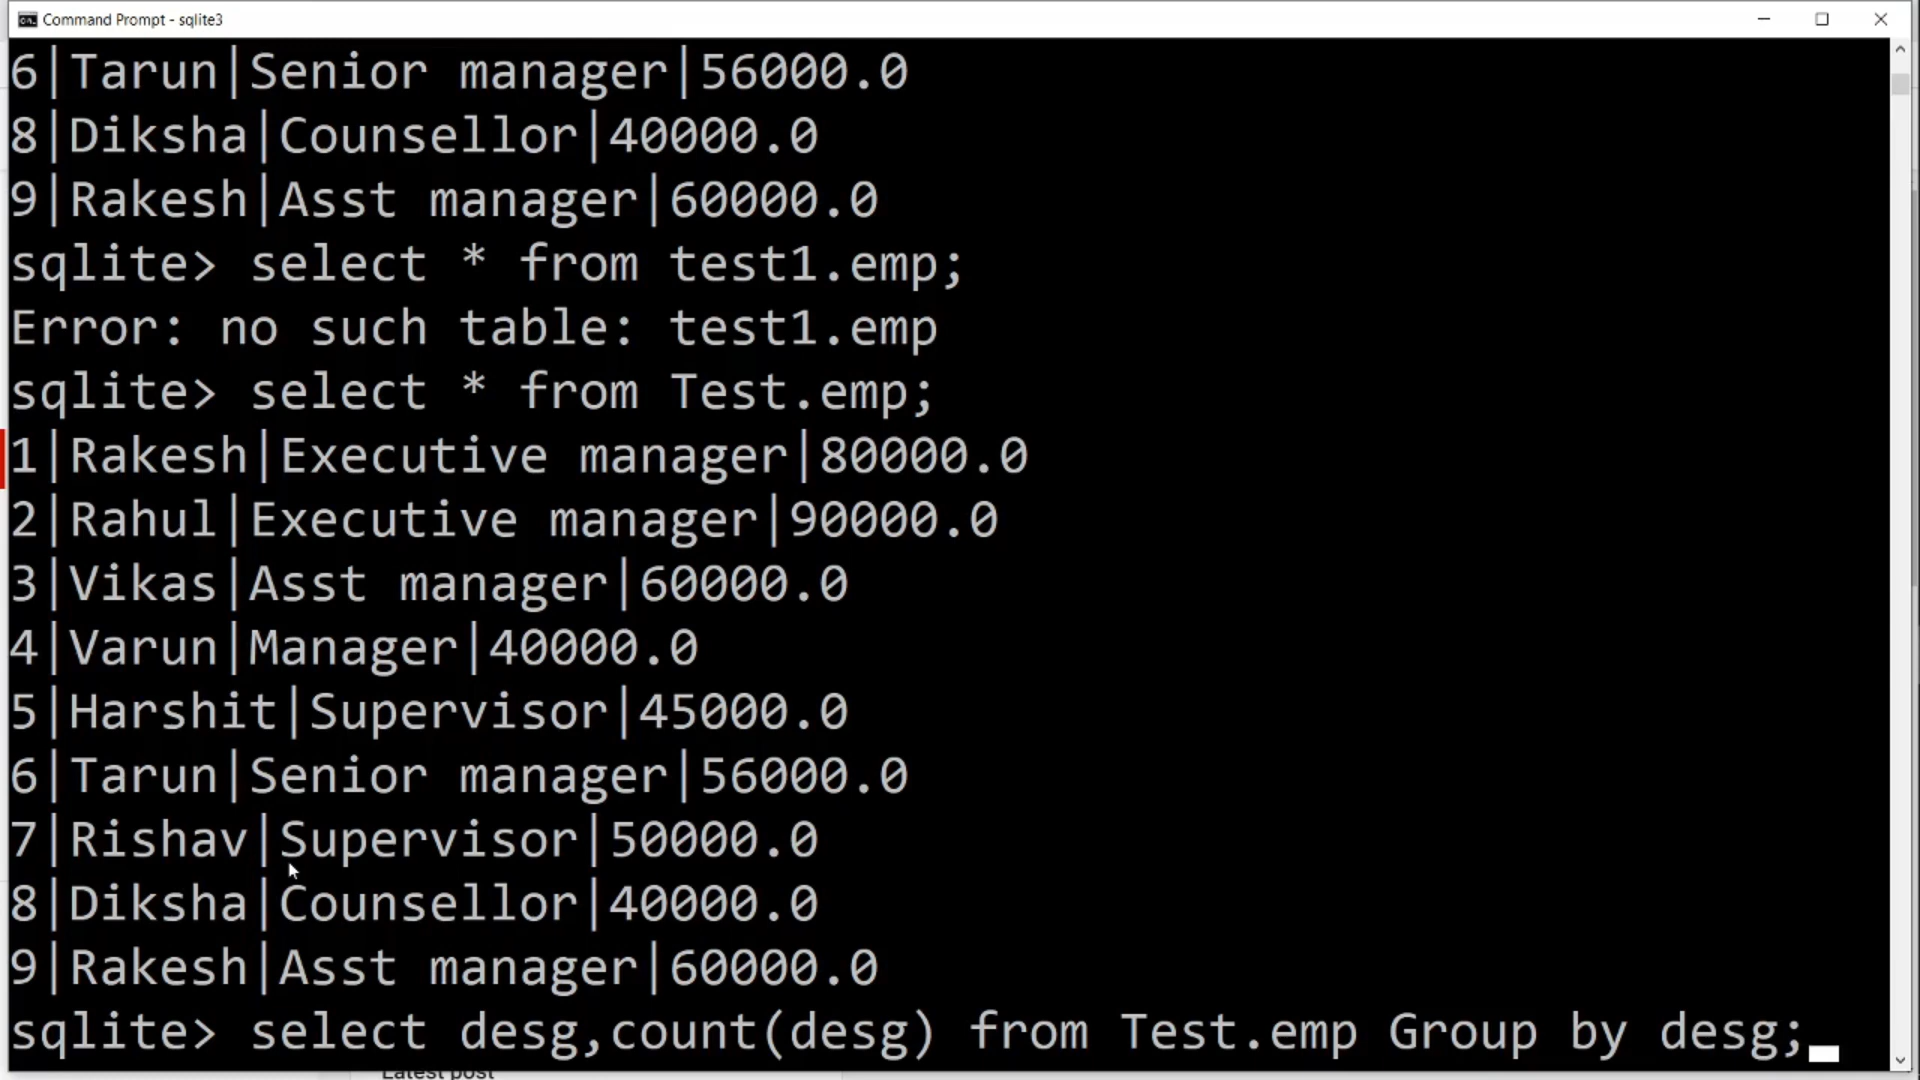 Command Prompt - sqlite3
6|Tarun|Senior manager|56000.0
8|Diksha|Counsellor|40000.0
9|Rakesh|Asst manager|60000.0
sqlite> select * from test1.emp;
Error: no such table: test1.emp
sqlite> select * from Test.emp;
1|Rakesh|Executive manager|80000.0
2|Rahul|Executive manager|90000.0
3|Vikas|Asst manager|60000.0
4|Varun|Manager|40000.0
5|Harshit|Supervisor|45000.0
6|Tarun|Senior manager|56000.0
7|Rishav|Supervisor|50000.0
8|Diksha|Counsellor|40000.0
9|Rakesh|Asst manager|60000.0
sqlite> select desg,count(desg) from Test.emp Group by desg;
Latest post